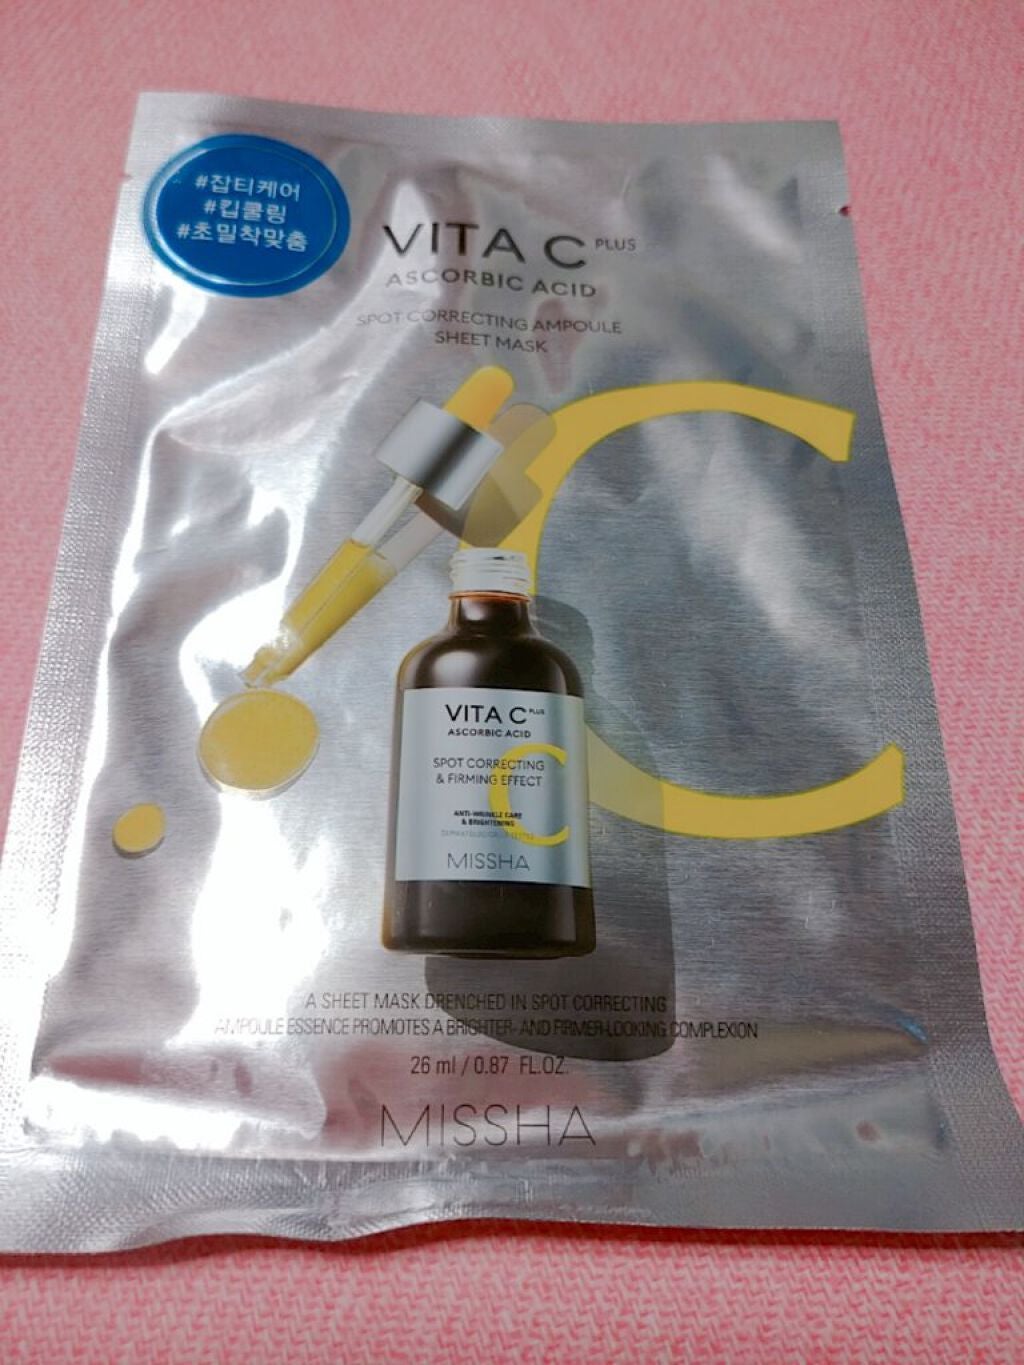 #잡티케어
#킵쿨링
#초밀착맞춤
VITA C PLUS
ASCORBIC ACID
SPOT CORRECTING AMPOULE
SHEET MASK
VITA C PLUS
ASCORBIC ACID
SPOT CORRECTING
& FIRMING EFFECT
ANTI-WRINKLE CARE
& BRIGHTENING
MISSHA
A SHEET MASK DRENCHED IN SPOT CORRECTING
AMPOULE ESSENCE PROMOTES A BRIGHTER- AND FIRMER-LOOKING COMPLEXION
26 ml / 0.87 FL.OZ.
MISSHA